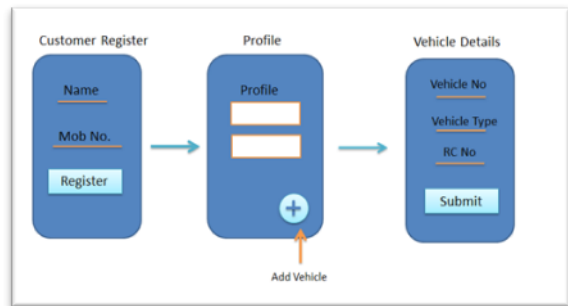 Customer Register
Name
Mob No.
Register
Profile
Profile
Add Vehicle
Vehicle Details
Vehicle No
Vehicle Type
RC No
Submit